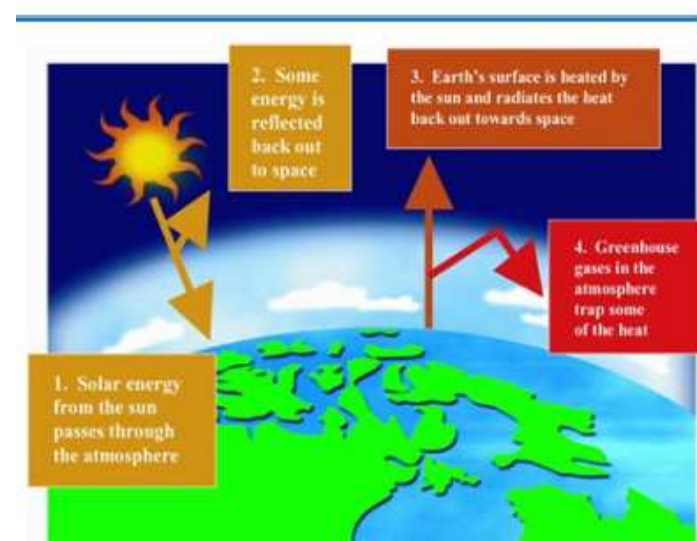 1. Solar energy
from the sun
passes through
the atmosphere
2. Some
energy is
reflected
back out
to space
3. Earth's surface is heated by
the sun and radiates the heat
back out towards space
4. Greenhouse
gases in the
atmosphere
trap some
of the heat